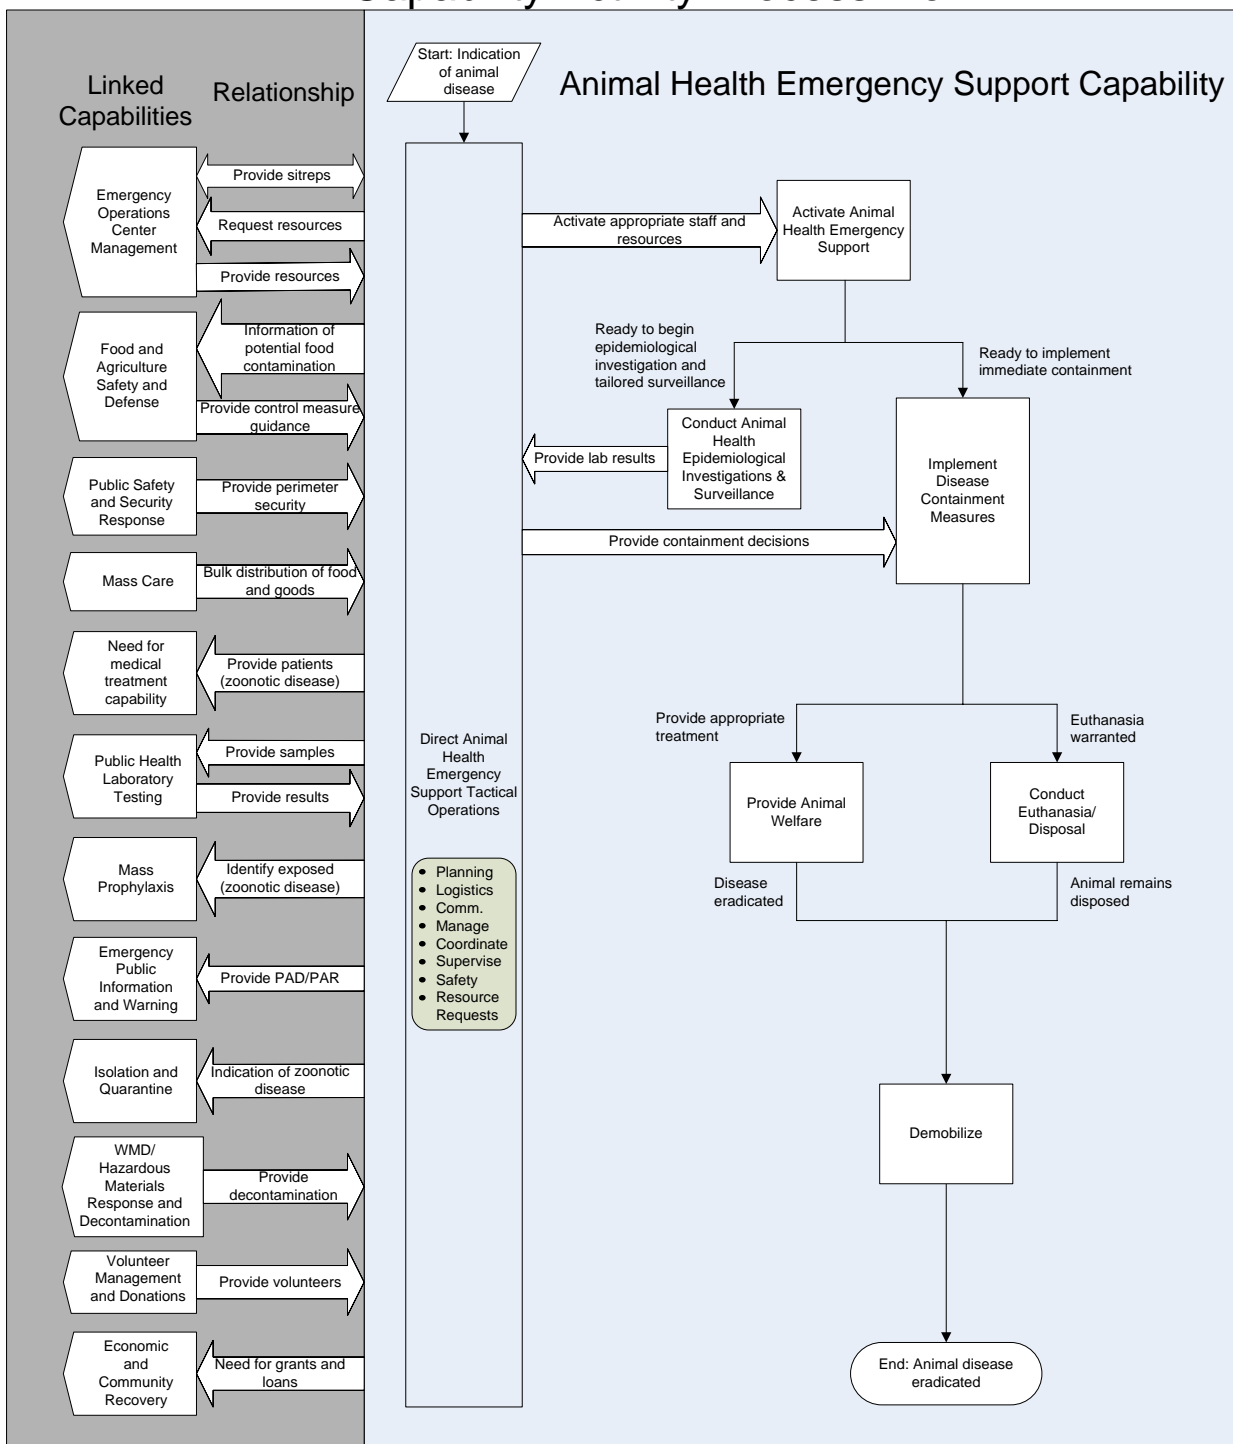 Capability Activity Process Flow
Linked
Capabilities
Relationship
Start: Indication
of animal
disease
Animal Health Emergency Support Capability
Emergency
Operations
Center
Management
Provide sitreps
Request resources
Provide resources
Food and
Agriculture
Safety and
Defense
Information of
potential food
contamination
Provide control measure
guidance
Public Safety
and Security
Response
Provide perimeter
security
Mass Care
Bulk distribution of food
and goods
Need for
medical
treatment
capability
Provide patients
(zoonotic disease)
Public Health
Laboratory
Testing
Provide samples
Provide results
Mass
Prophylaxis
Identify exposed
(zoonotic disease)
Emergency
Public
Information
and Warning
Provide PAD/PAR
Isolation and
Quarantine
Indication of zoonotic
disease
WMD/
Hazardous
Materials
Response and
Decontamination
Provide
decontamination
Volunteer
Management
and Donations
Provide volunteers
Economic
and
Community
Recovery
Need for grants and
loans
Direct Animal
Health
Emergency
Support Tactical
Operations
• Planning
• Logistics
• Comm.
• Manage
• Coordinate
• Supervise
• Safety
• Resource
Requests
Activate appropriate staff and
resources
Activate Animal
Health Emergency
Support
Ready to begin
epidemiological
investigation and
tailored surveillance
Ready to implement
immediate containment
Provide lab results
Conduct Animal
Health
Epidemiological
Investigations &
Surveillance
Implement
Disease
Containment
Measures
Provide containment decisions
Provide appropriate
treatment
Euthanasia
warranted
Provide Animal
Welfare
Conduct
Euthanasia/
Disposal
Disease
eradicated
Animal remains
disposed
Demobilize
End: Animal disease
eradicated